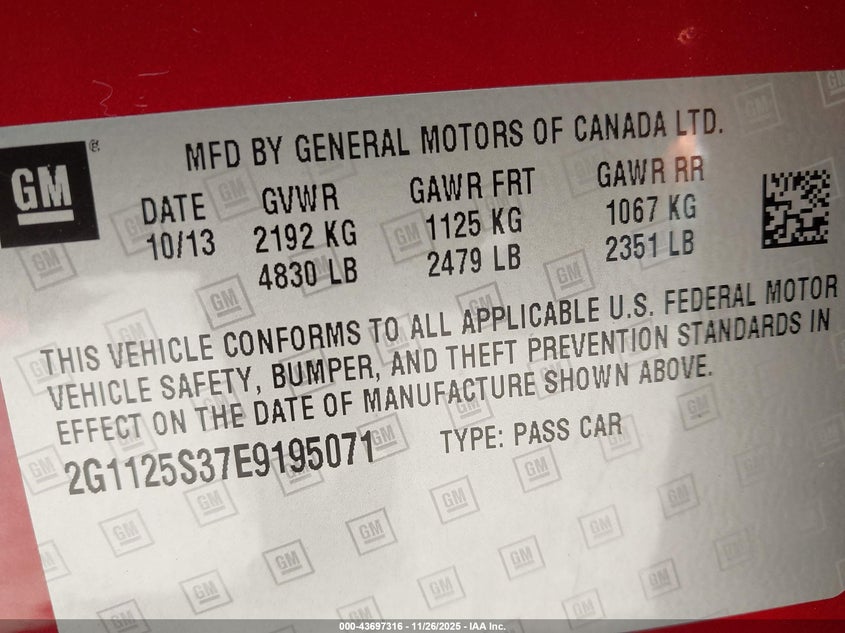 GM ®
MFD BY GENERAL MOTORS OF CANADA LTD.
DATE GVWR GAWR FRT GAWR RR
10/13 2192 KG 1125 KG 1067 KG
4830 LB 2479 LB 2351 LB
THIS VEHICLE CONFORMS TO ALL APPLICABLE U.S. FEDERAL MOTOR
VEHICLE SAFETY, BUMPER, AND THEFT PREVENTION STANDARDS IN
EFFECT ON THE DATE OF MANUFACTURE SHOWN ABOVE.
2G1125S37E9195071 TYPE: PASS CAR
000-43697316 - 11/26/2025 - IAA Inc.